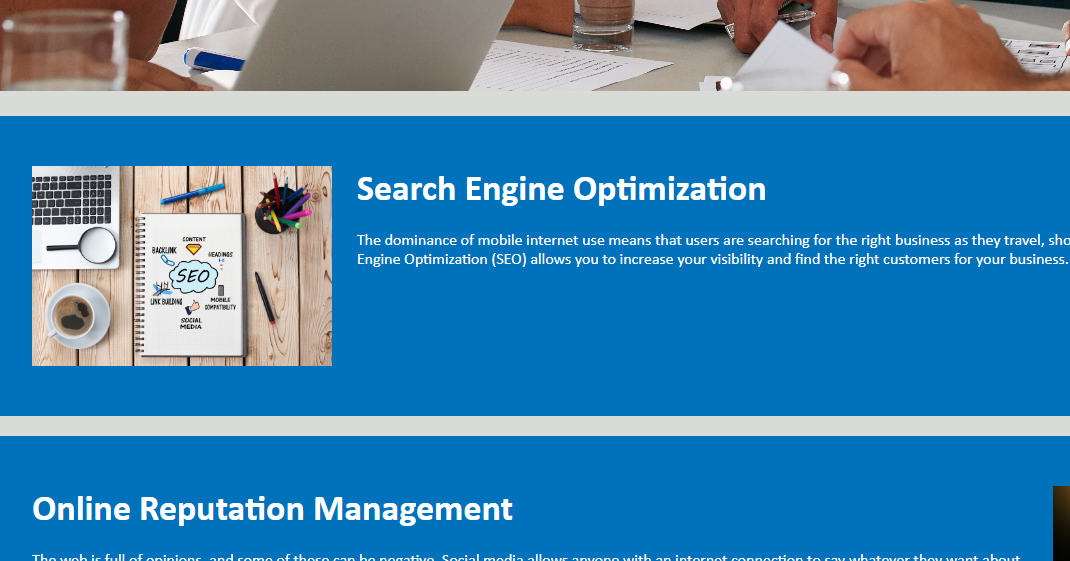 Search Engine Optimization
The dominance of mobile internet use means that users are searching for the right business as they travel, sho
Engine Optimization (SEO) allows you to increase your visibility and find the right customers for your business.
CONTENT
BACKLINK
HEADINGS
H
SEO
LINK BUILDING
MOBILE
COMPATIBILITY
SOCIAL
MEDIA
Online Reputation Management
The web is full of opinions, and some of these can be negative. Social media allows anyone with an internet connection to say whatever they want about